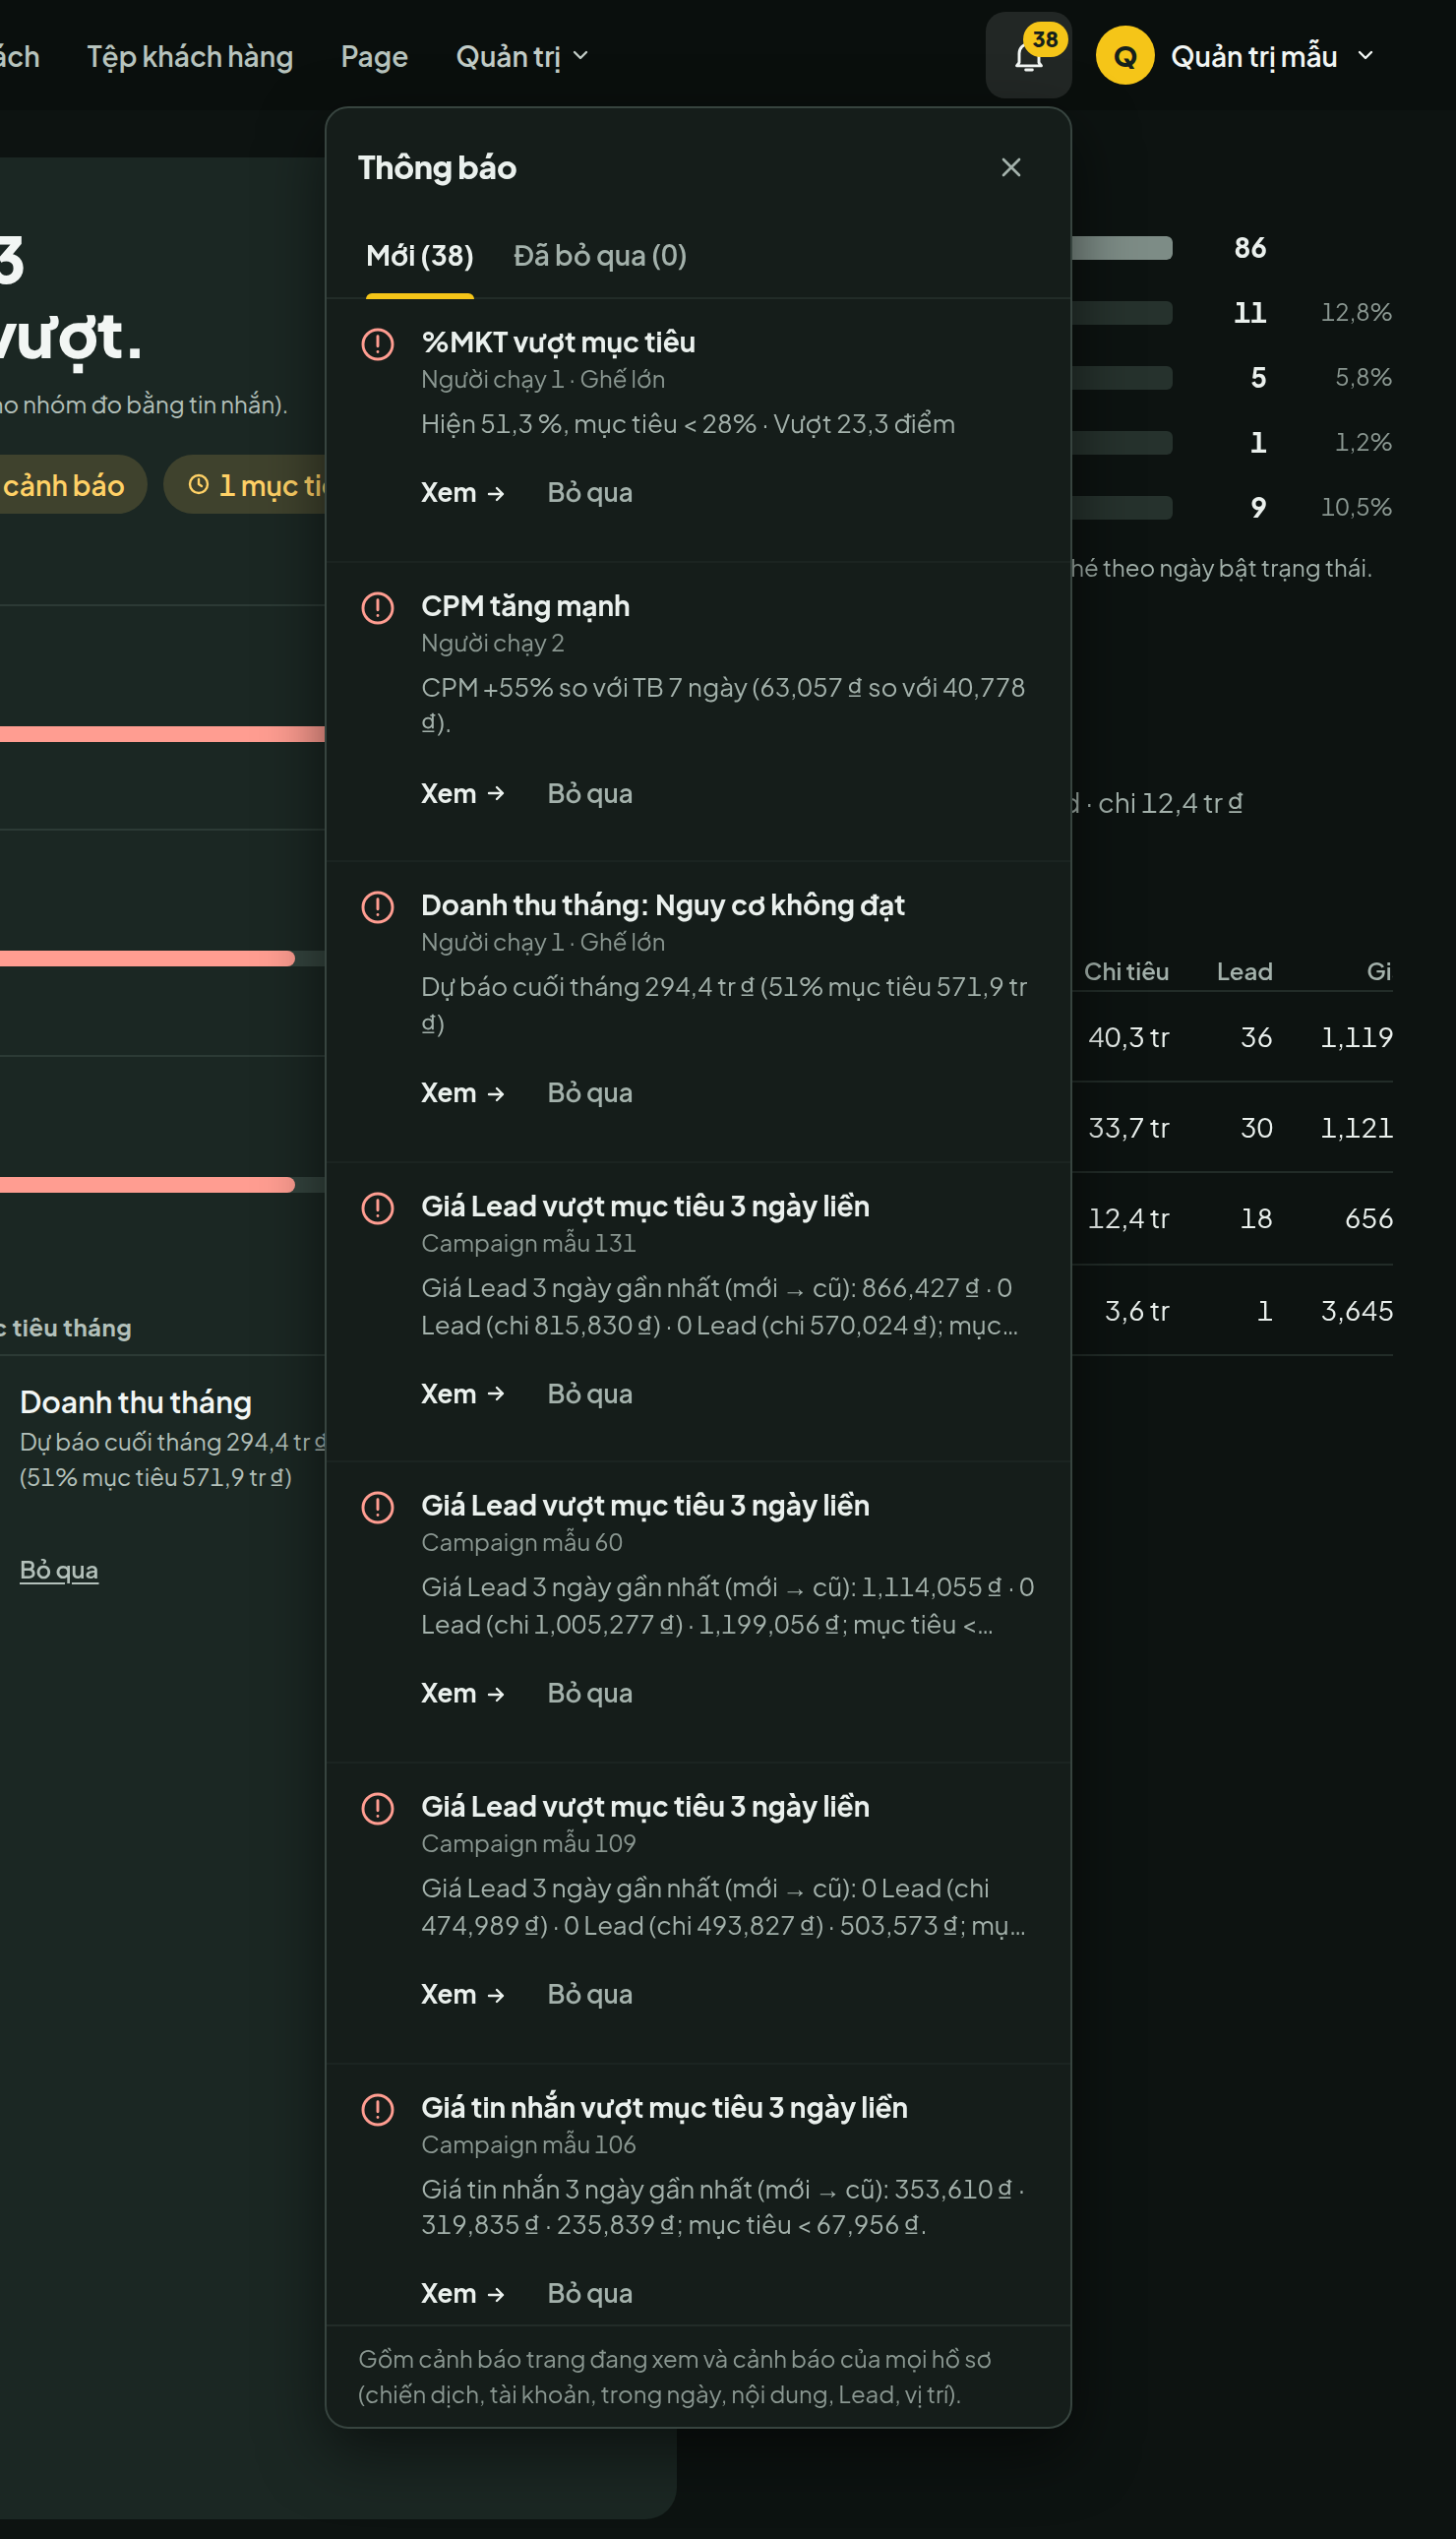 ách Tệp khách hàng Page Quản trị 38 Q Quản trị mẫu
Thông báo
Mới (38) Đã bỏ qua (0)
%MKT vượt mục tiêu
Người chạy 1 · Ghế lớn
Hiện 51,3 %, mục tiêu < 28% · Vượt 23,3 điểm
Xem → Bỏ qua
CPM tăng mạnh
Người chạy 2
CPM +55% so với TB 7 ngày (63,057 ₫ so với 40,778
₫).
Xem → Bỏ qua
Doanh thu tháng: Nguy cơ không đạt
Người chạy 1 · Ghế lớn
Dự báo cuối tháng 294,4 tr ₫ (51% mục tiêu 571,9 tr
₫)
Xem → Bỏ qua
Giá Lead vượt mục tiêu 3 ngày liền
Campaign mẫu 131
Giá Lead 3 ngày gần nhất (mới → cũ): 866,427 ₫ · 0
Lead (chi 815,830 ₫) · 0 Lead (chi 570,024 ₫); mục...
Xem → Bỏ qua
Giá Lead vượt mục tiêu 3 ngày liền
Campaign mẫu 60
Giá Lead 3 ngày gần nhất (mới → cũ): 1,114,055 ₫ · 0
Lead (chi 1,005,277 ₫) · 1,199,056 ₫; mục tiêu <...
Xem → Bỏ qua
Giá Lead vượt mục tiêu 3 ngày liền
Campaign mẫu 109
Giá Lead 3 ngày gần nhất (mới → cũ): 0 Lead (chi
474,989 ₫) · 0 Lead (chi 493,827 ₫) · 503,573 ₫; mụ...
Xem → Bỏ qua
Giá tin nhắn vượt mục tiêu 3 ngày liền
Campaign mẫu 106
Giá tin nhắn 3 ngày gần nhất (mới → cũ): 353,610 ₫ ·
319,835 ₫ · 235,839 ₫; mục tiêu < 67,956 ₫.
Xem → Bỏ qua
Gồm cảnh báo trang đang xem và cảnh báo của mọi hồ sơ
(chiến dịch, tài khoản, trong ngày, nội dung, Lead, vị trí).
3
vượt.
ho nhóm đo bằng tin nhắn).
cảnh báo 1 mục ti
c tiêu tháng
Doanh thu tháng
Dự báo cuối tháng 294,4 tr ₫
(51% mục tiêu 571,9 tr ₫)
Bỏ qua
86
11 12,8%
5 5,8%
1 1,2%
9 10,5%
hé theo ngày bật trạng thái.
d · chi 12,4 tr ₫
Chi tiêu Lead Gi
40,3 tr 36 1,119
33,7 tr 30 1,121
12,4 tr 18 656
3,6 tr 1 3,645